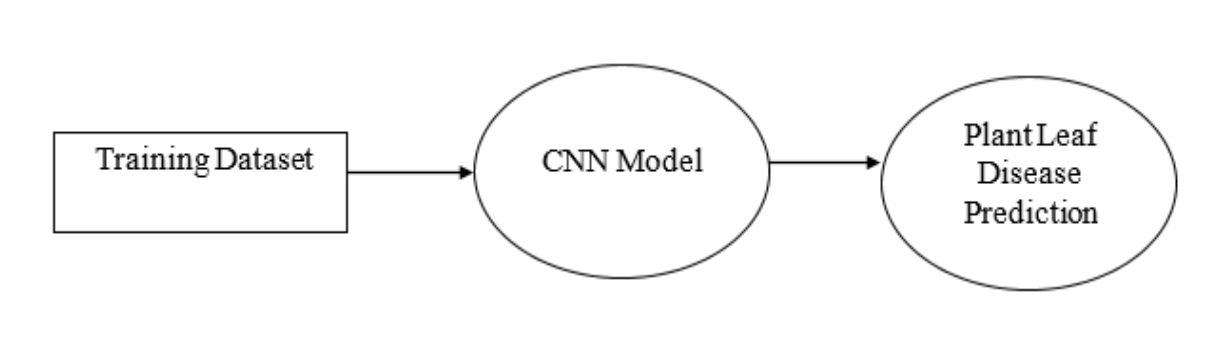 Training Dataset
CNN Model
Plant Leaf
Disease
Prediction